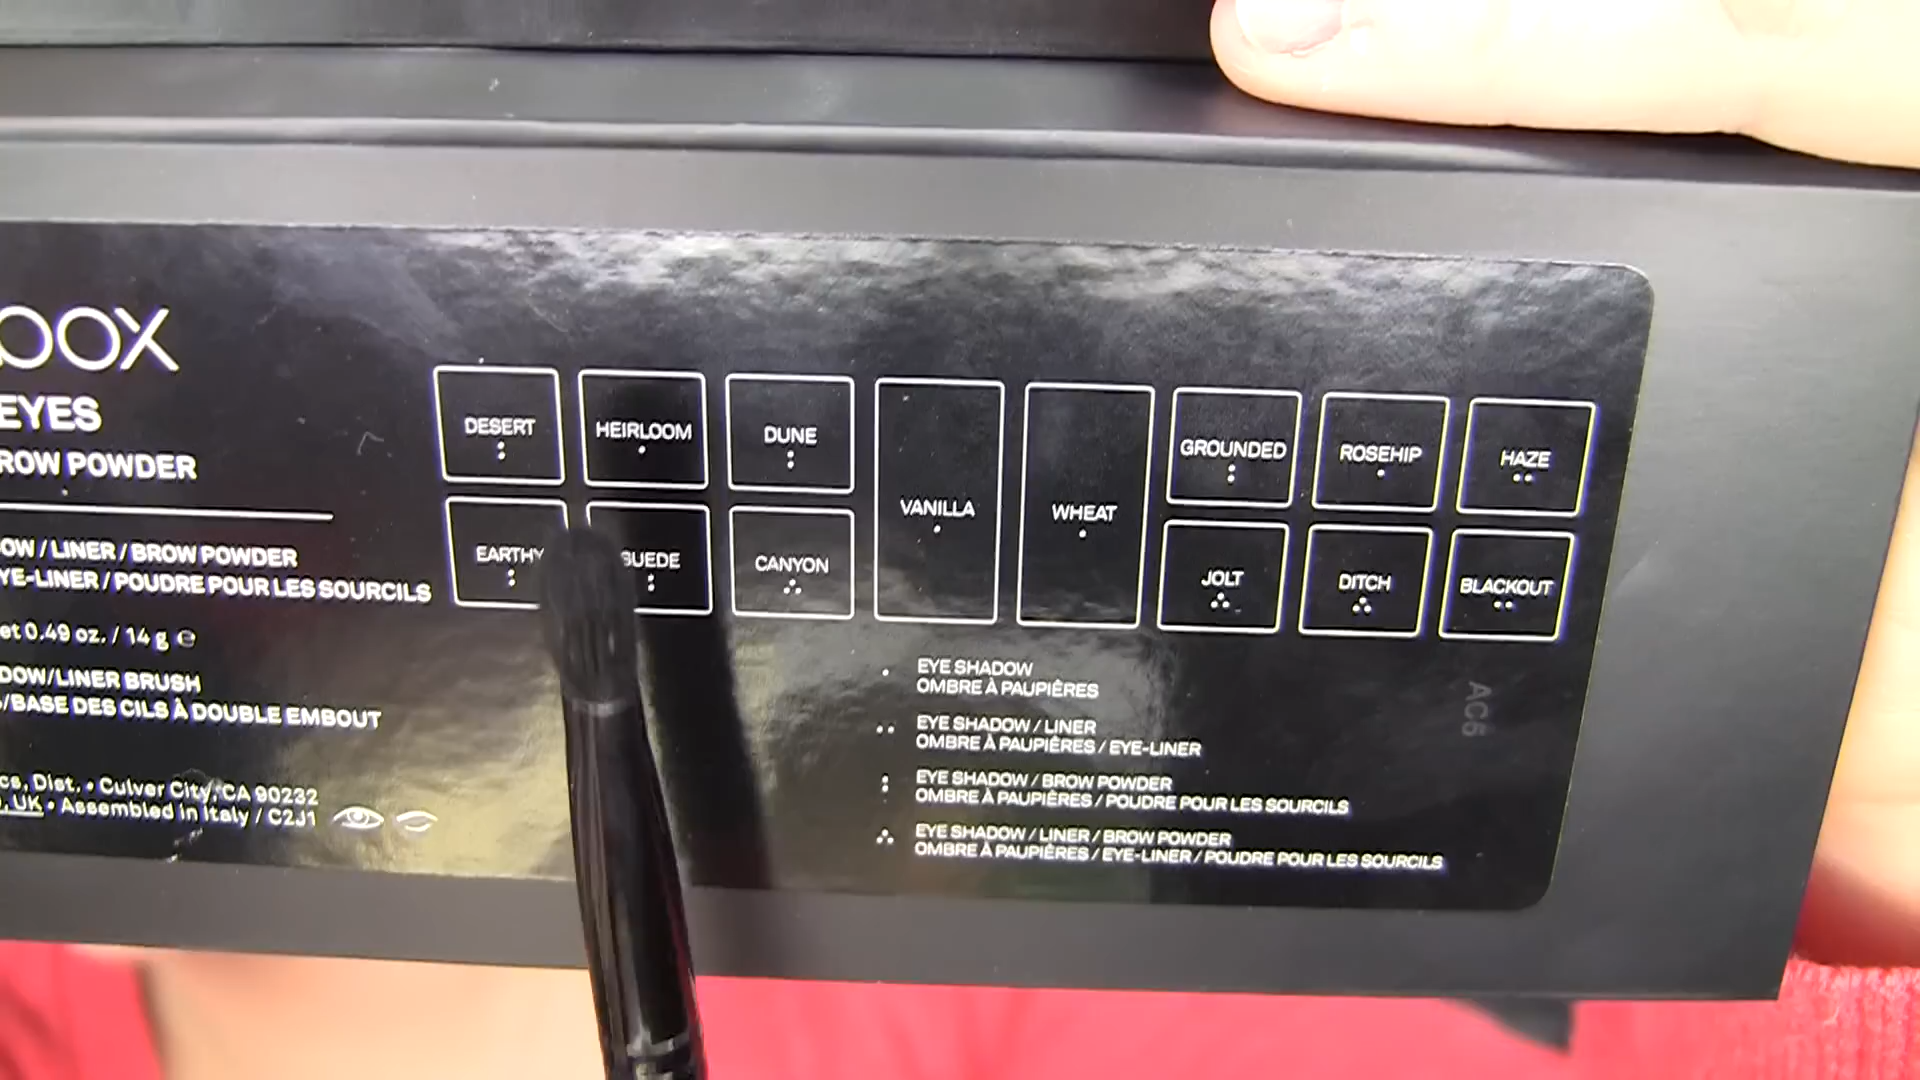 OOX
EYES
ROW POWDER
OW / LINER / BROW POWDER
YE-LINER / POUDRE POUR LES SOURCILS
et 0.49 oz. / 14 g ℮
DOW/LINER BRUSH
/BASE DES CILS À DOUBLE EMBOUT
cs, Dist. • Culver City, CA 90232
, UK • Assembled in Italy / C2J1
DESERT
HEIRLOOM
DUNE
VANILLA
WHEAT
GROUNDED
ROSEHIP
HAZE
EARTHY
SUEDE
CANYON
JOLT
DITCH
BLACKOUT
EYE SHADOW
OMBRE À PAUPIÈRES
EYE SHADOW / LINER
OMBRE À PAUPIÈRES / EYE-LINER
EYE SHADOW / BROW POWDER
OMBRE À PAUPIÈRES / POUDRE POUR LES SOURCILS
EYE SHADOW / LINER / BROW POWDER
OMBRE À PAUPIÈRES / EYE-LINER / POUDRE POUR LES SOURCILS